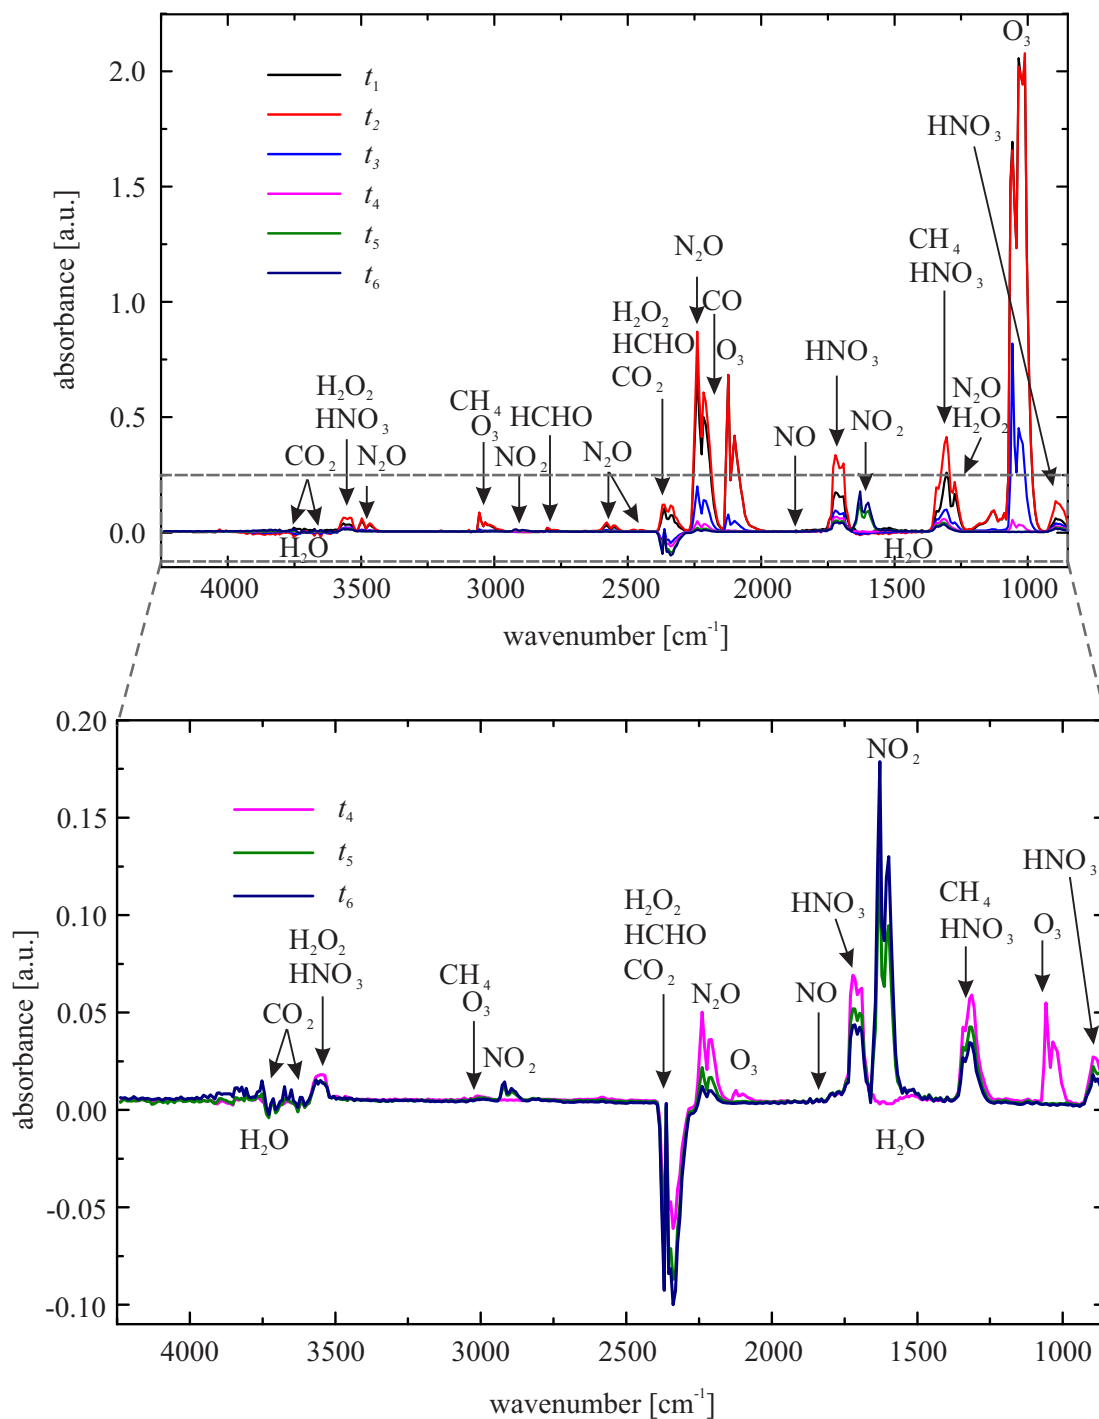 O₃
2.0
t₁
HNO₃
t₂
t₃
1.5
t₄
CH₄
t₅
N₂O
HNO₃
t₆
absorbance [a.u.]
1.0
H₂O₂
CO
HCHO
O₃
HNO₃
CO₂
H₂O₂
CH₄
N₂O
0.5
HNO₃
O₃
HCHO
NO
NO₂
H₂O₂
CO₂
N₂O
NO₂
N₂O
0.0
H₂O
H₂O
4000 3500 3000 2500 2000 1500 1000
wavenumber [cm⁻¹]
0.20
NO₂
t₄
0.15
t₅
HNO₃
t₆
H₂O₂
HNO₃
CH₄
0.10
HCHO
HNO₃
O₃
H₂O₂
HNO₃
CO₂
CH₄
O₃
N₂O
NO
absorbance [a.u.]
0.05
CO₂
NO₂
O₃
0.00
H₂O
H₂O
-0.05
-0.10
4000 3500 3000 2500 2000 1500 1000
wavenumber [cm⁻¹]